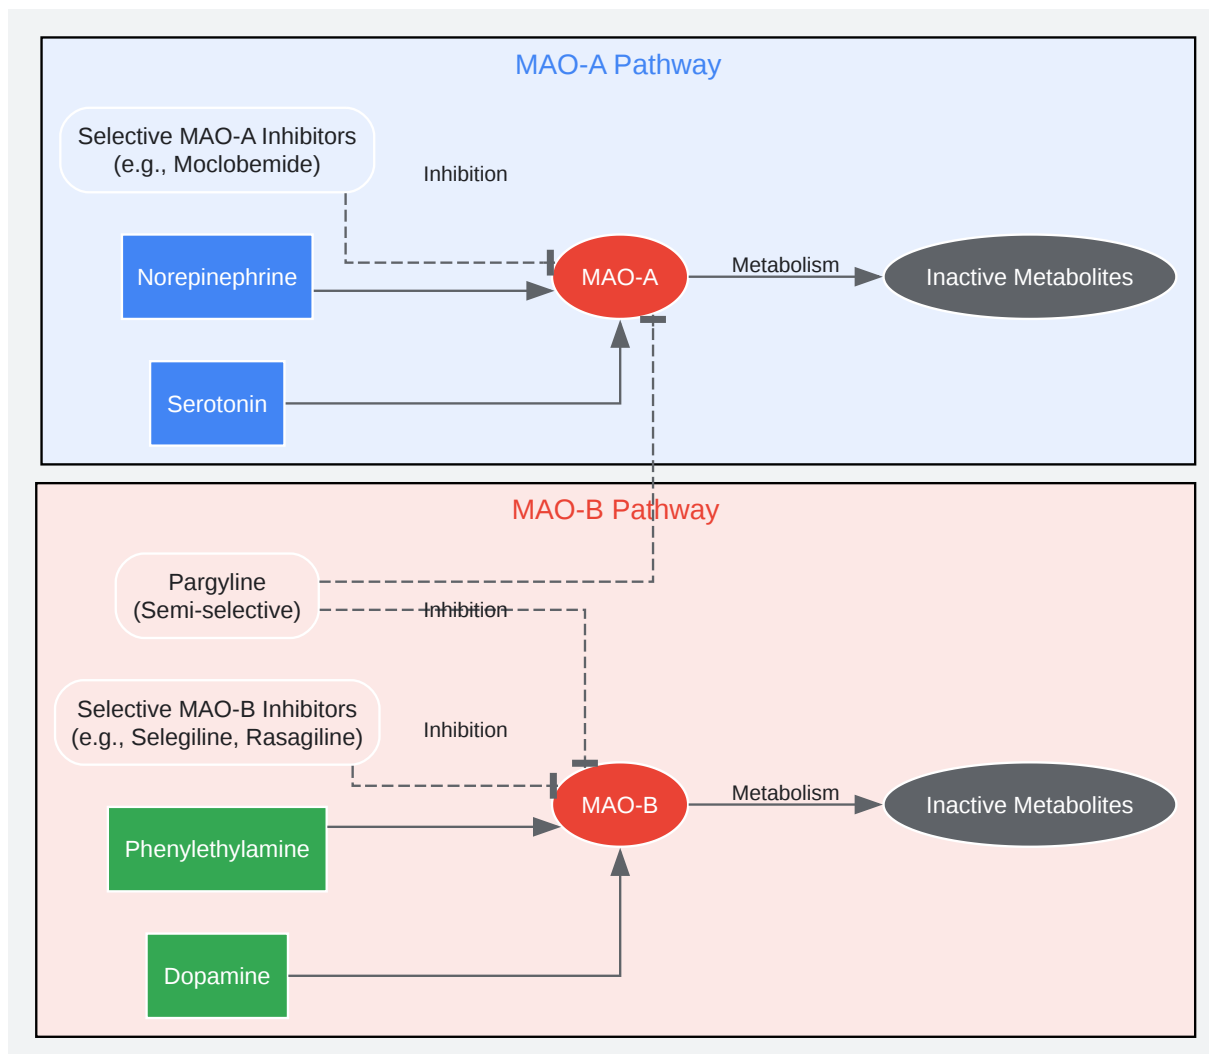 MAO-A Pathway
Selective MAO-A Inhibitors
(e.g., Moclobemide)
Inhibition
Norepinephrine
MAO-A
Metabolism
Inactive Metabolites
Serotonin
MAO-B Pathway
Pargyline
(Semi-selective)
Inhibition
Selective MAO-B Inhibitors
(e.g., Selegiline, Rasagiline)
Inhibition
MAO-B
Metabolism
Inactive Metabolites
Phenylethylamine
Dopamine